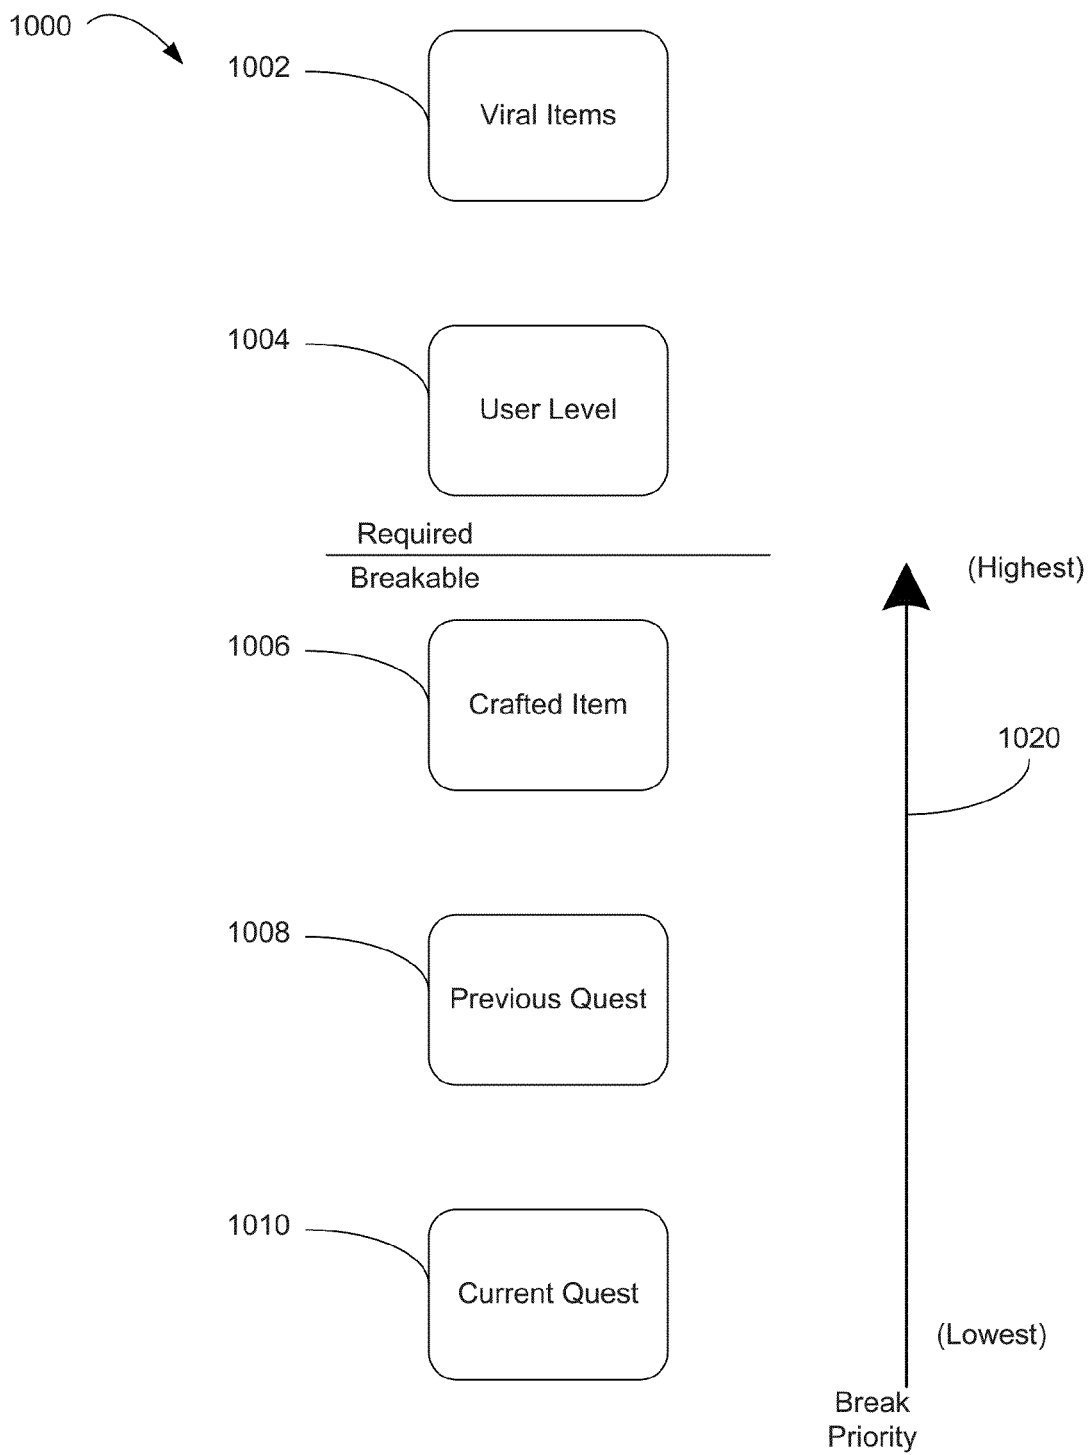 1000
1002
Viral Items
1004
User Level
Required
Breakable
(Highest)
1006
Crafted Item
1020
1008
Previous Quest
1010
Current Quest
(Lowest)
Break
Priority